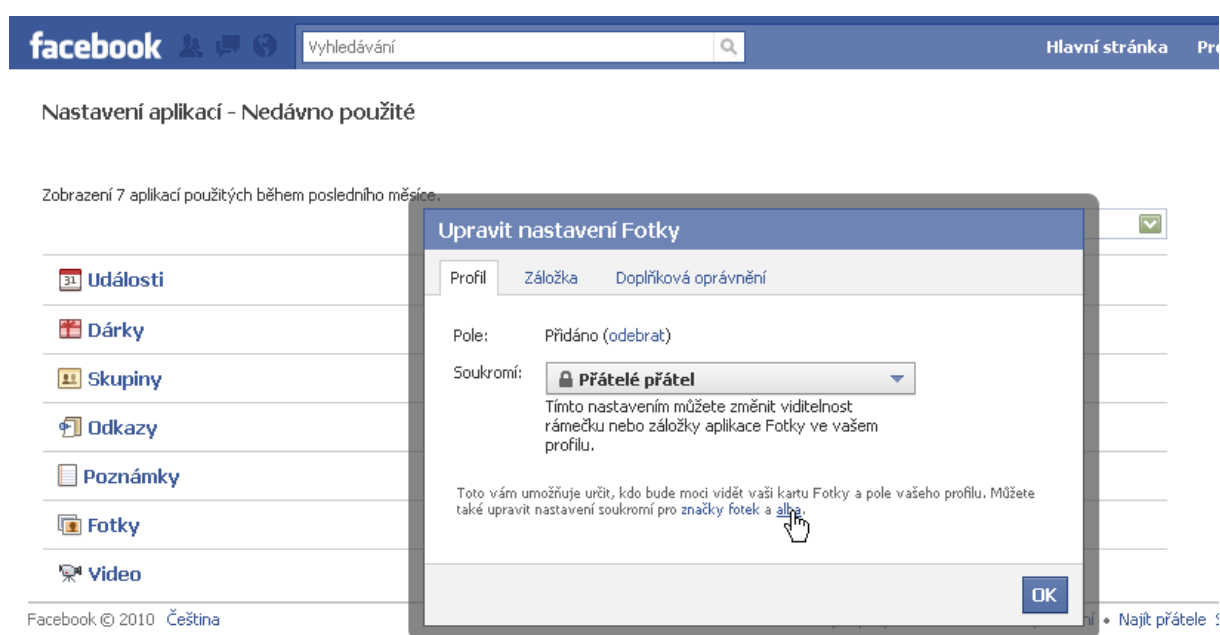 facebook
Vyhledávání
Hlavní stránka
Nastavení aplikací - Nedávno použité
Zobrazení 7 aplikací použitých během posledního měsíce.
Upravit nastavení Fotky
Profil Záložka Doplňková oprávnění
31 Události
Dárky
Skupiny
Odkazy
Poznámky
Fotky
Video
Pole: Přidáno (odebrat)
Soukromí: Přátelé přátel
Tímto nastavením můžete změnit viditelnost
rámečku nebo záložky aplikace Fotky ve vašem
profilu.
Toto vám umožňuje určit, kdo bude moci vidět vaši kartu Fotky a pole vašeho profilu. Můžete
také upravit nastavení soukromí pro značky fotek a alba.
OK
Facebook © 2010 Čeština
• Najít přátele